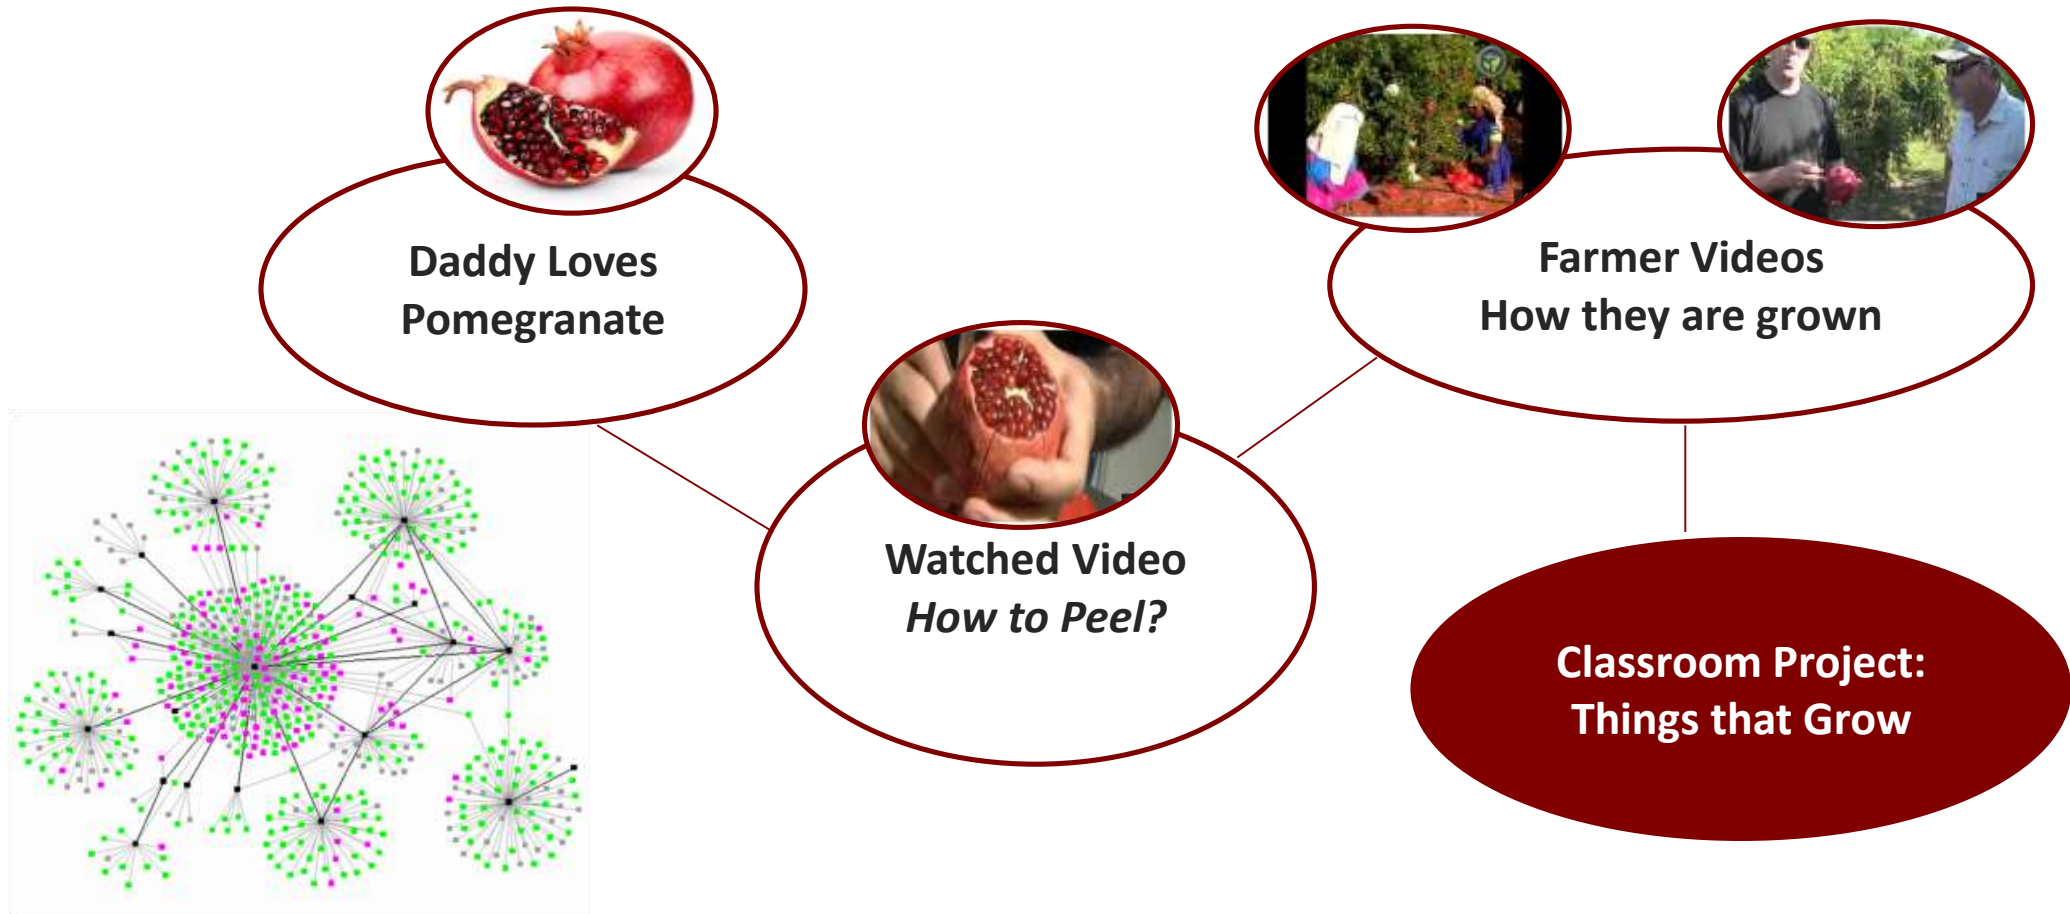 Daddy Loves
Pomegranate
Watched Video
How to Peel?
Farmer Videos
How they are grown
Classroom Project:
Things that Grow